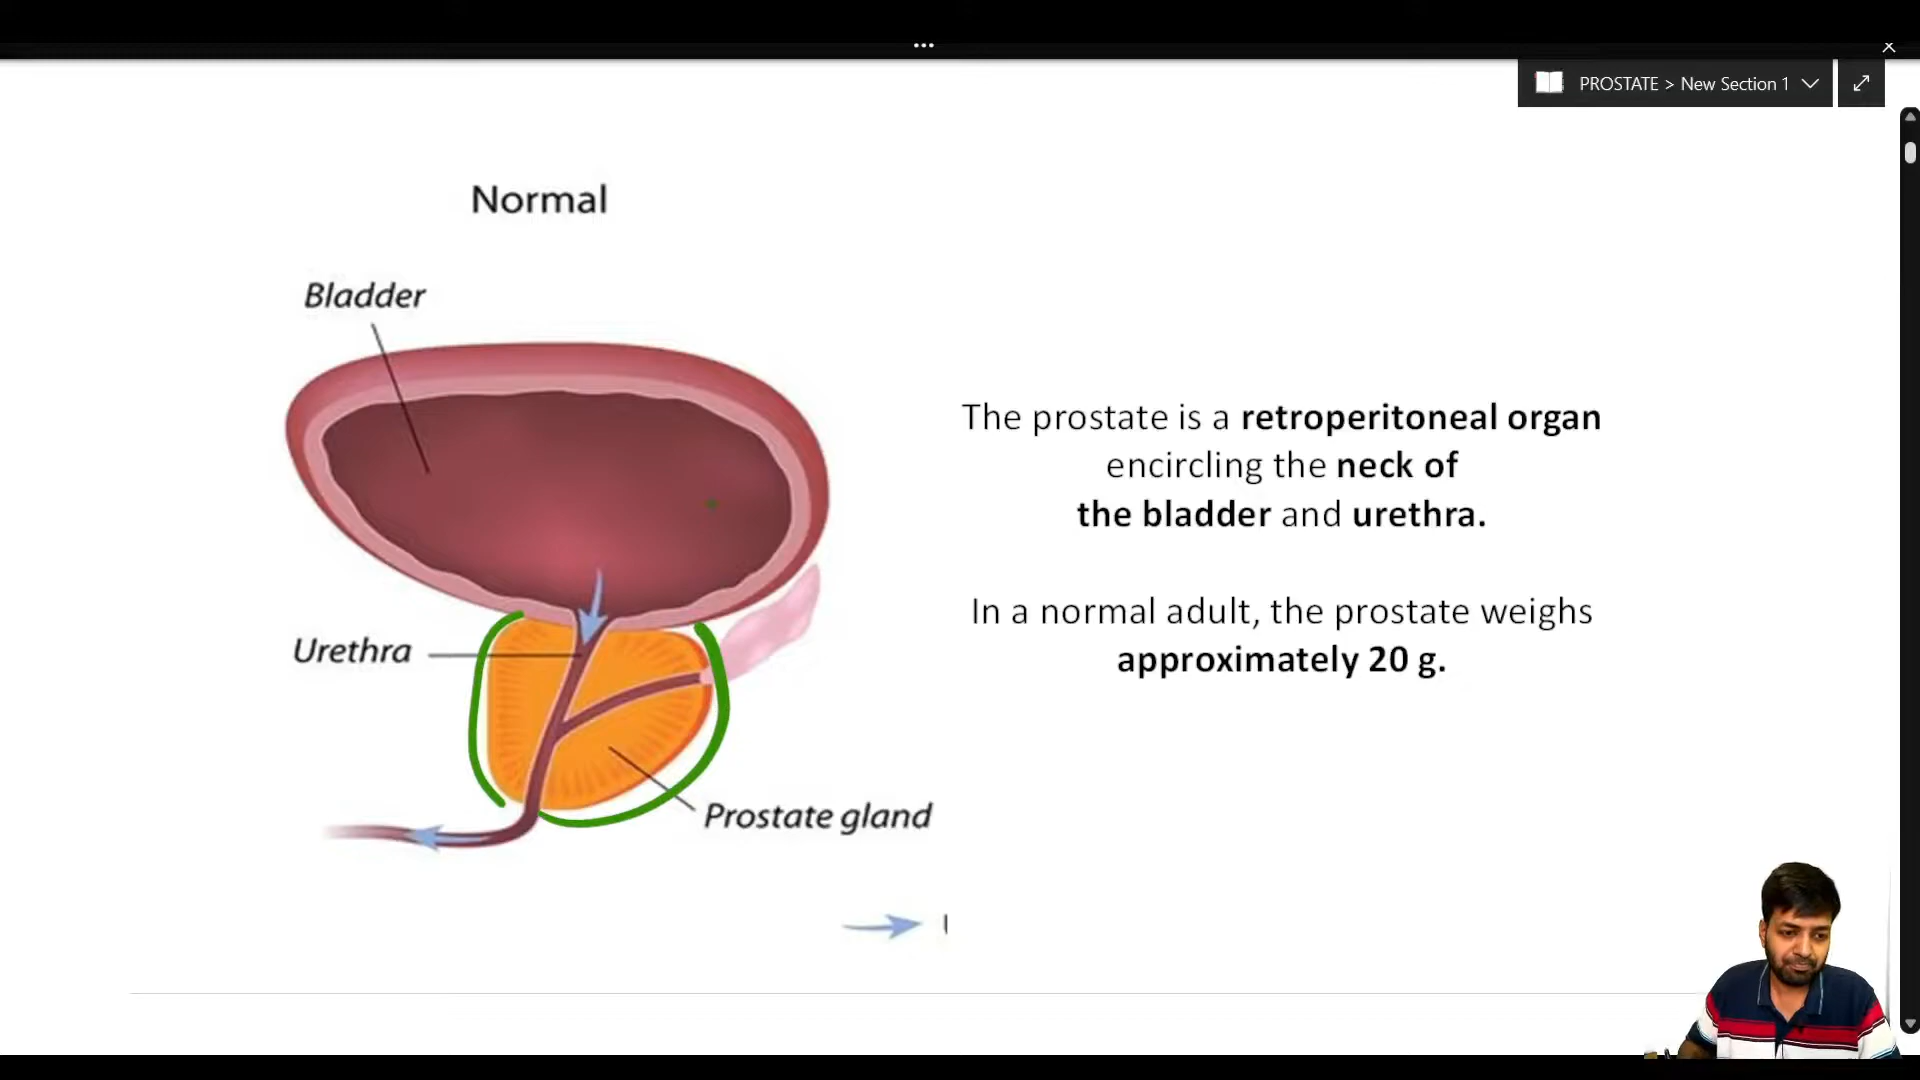 PROSTATE > New Section 1
Normal
Bladder
The prostate is a retroperitoneal organ
encircling the neck of
the bladder and urethra.
In a normal adult, the prostate weighs
approximately 20 g.
Urethra
Prostate gland